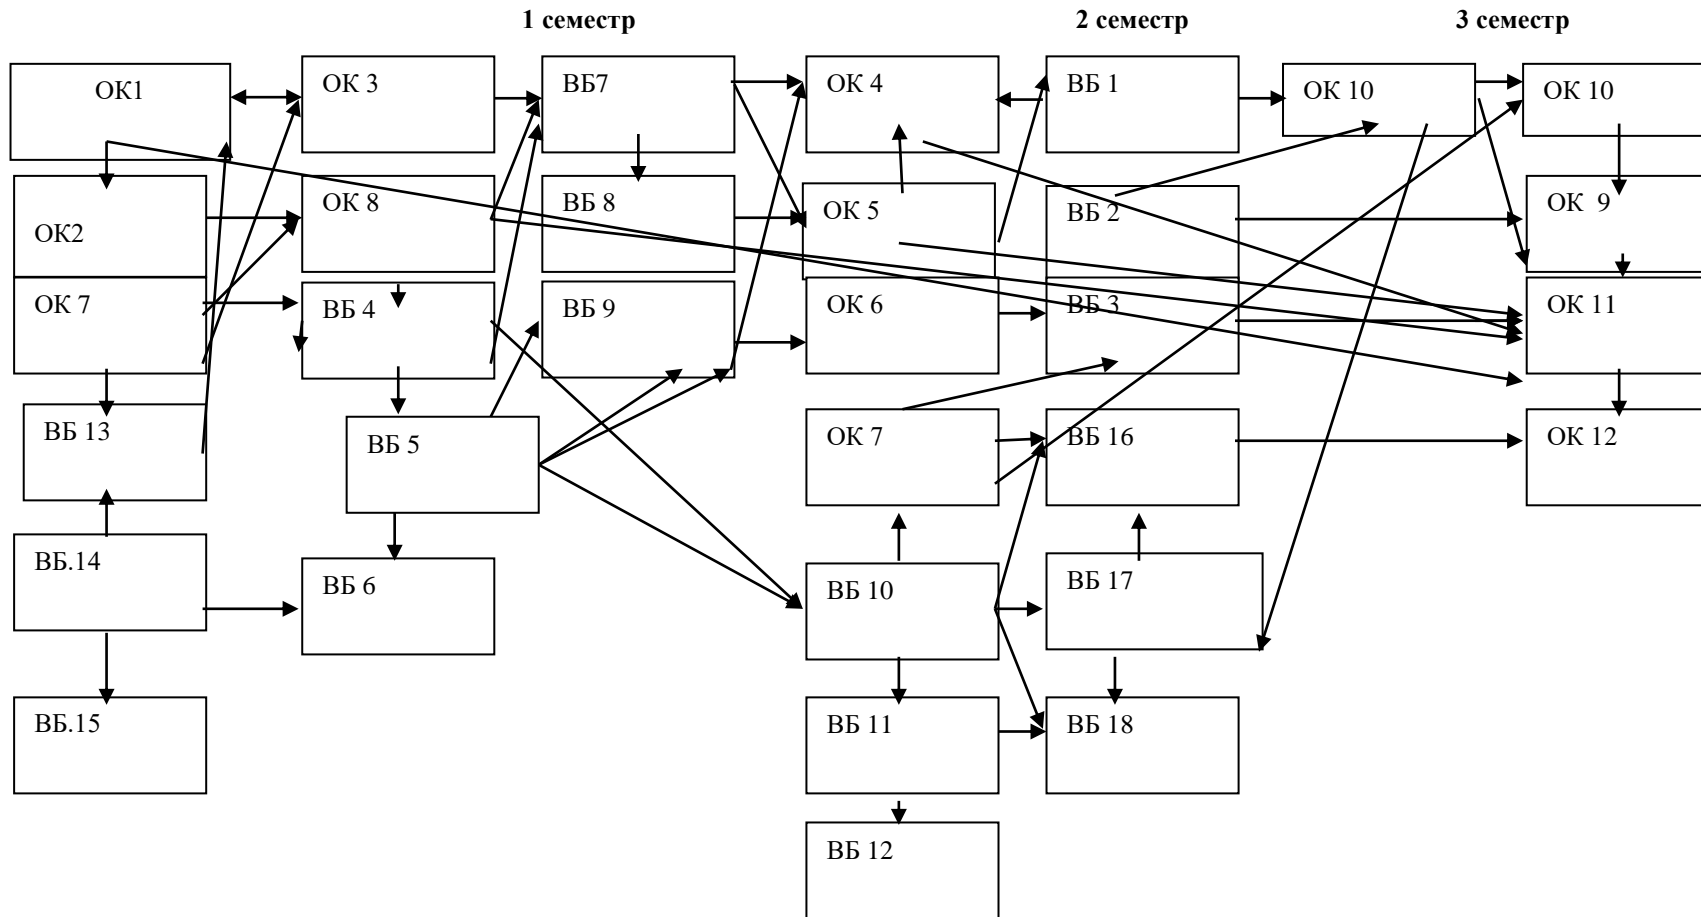 1 семестр
2 семестр
3 семестр
ОК1
ОК 3
ВБ7
ОК 4
ВБ 1
ОК 10
ОК 10
ОК2
ОК 8
ВБ 8
ОК 5
ВБ 2
ОК 9
ОК 7
ВБ 4
ВБ 9
ОК 6
ВБ 3
ОК 11
ВБ 13
ВБ 5
ОК 7
ВБ 16
ОК 12
ВБ.14
ВБ 6
ВБ 10
ВБ 17
ВБ.15
ВБ 11
ВБ 18
ВБ 12